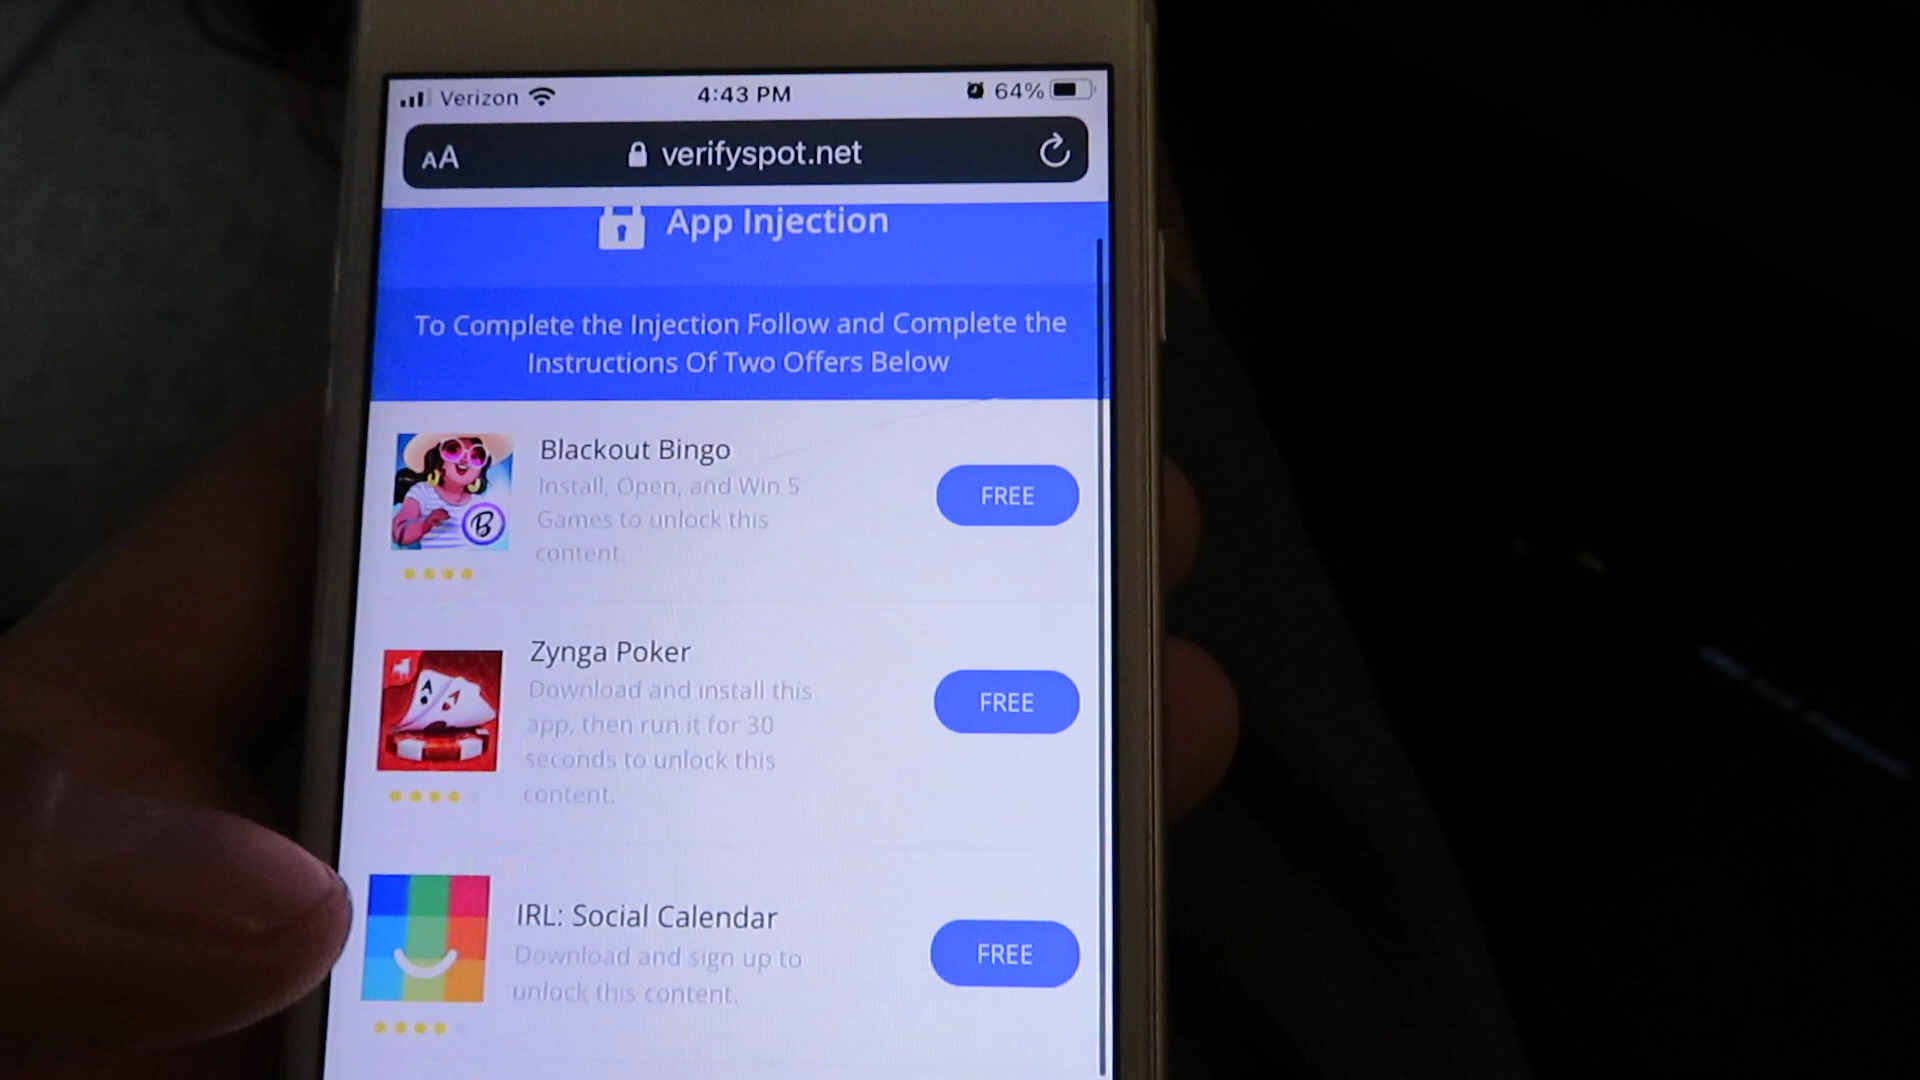 Verizon 4:43 PM 64%
AA verifyspot.net
App Injection
To Complete the Injection Follow and Complete the
Instructions Of Two Offers Below
Blackout Bingo
Install, Open, and Win 5
Games to unlock this
content.
FREE
B
Zynga Poker
Download and install this
app, then run it for 30
seconds to unlock this
content.
FREE
A A
IRL: Social Calendar
Download and sign up to
unlock this content.
FREE